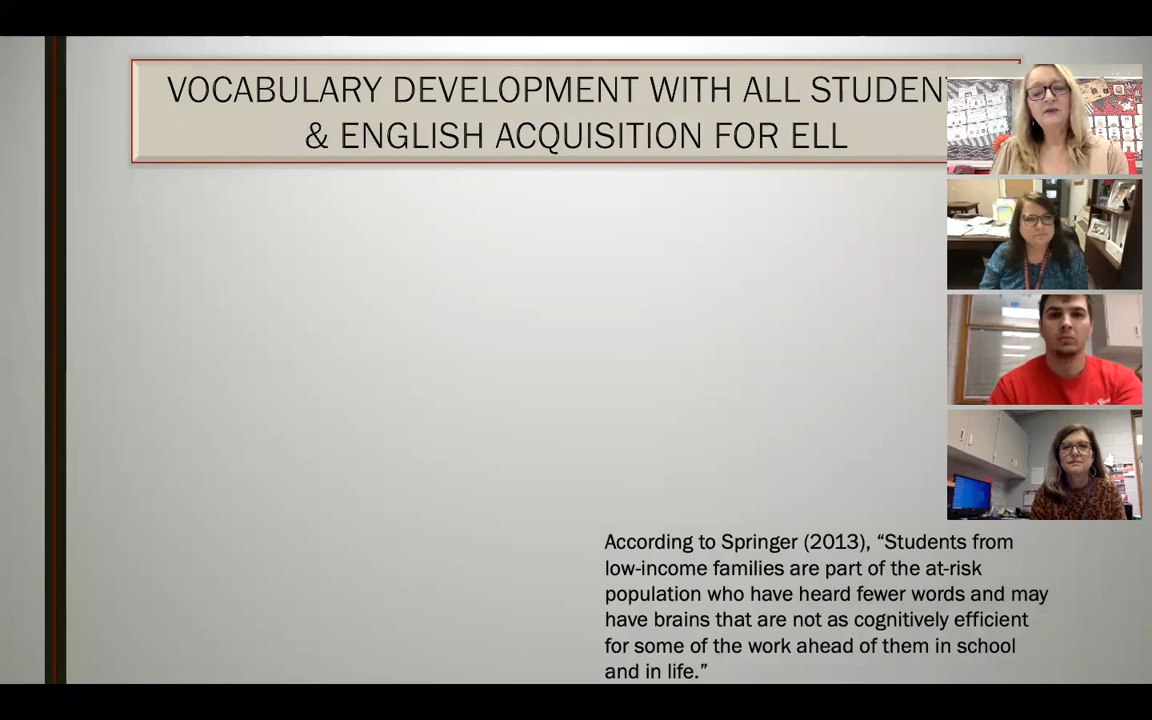 VOCABULARY DEVELOPMENT WITH ALL STUDEN
& ENGLISH ACQUISITION FOR ELL
According to Springer (2013), “Students from
low-income families are part of the at-risk
population who have heard fewer words and may
have brains that are not as cognitively efficient
for some of the work ahead of them in school
and in life.”